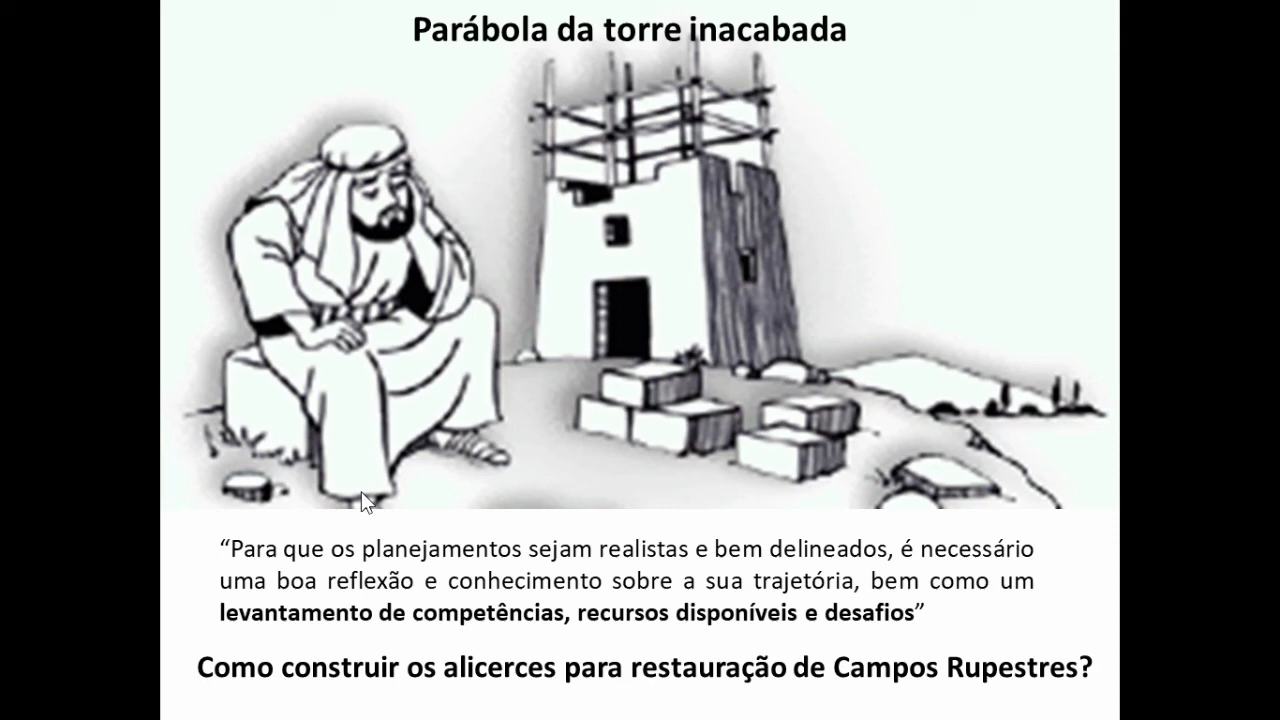 Parábola da torre inacabada
“Para que os planejamentos sejam realistas e bem delineados, é necessário
uma boa reflexão e conhecimento sobre a sua trajetória, bem como um
levantamento de competências, recursos disponíveis e desafios”
Como construir os alicerces para restauração de Campos Rupestres?